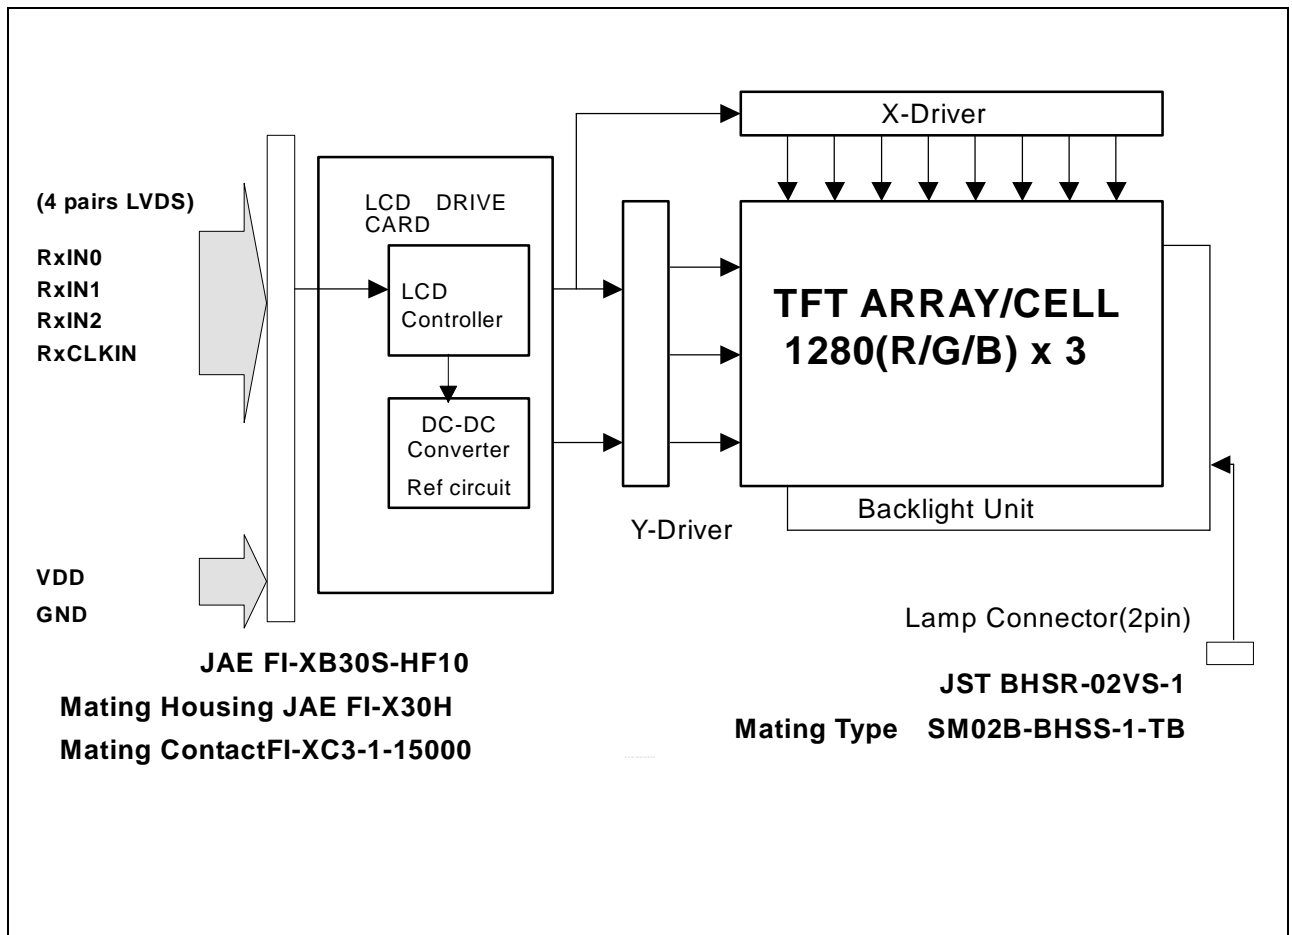 X-Driver
(4 pairs LVDS)
LCD DRIVE
CARD
RxIN0
RxIN1
RxIN2
RxCLKIN
LCD
Controller
TFT ARRAY/CELL
1280(R/G/B) x 3
DC-DC
Converter
Ref circuit
Y-Driver
Backlight Unit
VDD
GND
Lamp Connector(2pin)
JAE FI-XB30S-HF10
Mating Housing JAE FI-X30H
Mating ContactFI-XC3-1-15000
JST BHSR-02VS-1
Mating Type SM02B-BHSS-1-TB